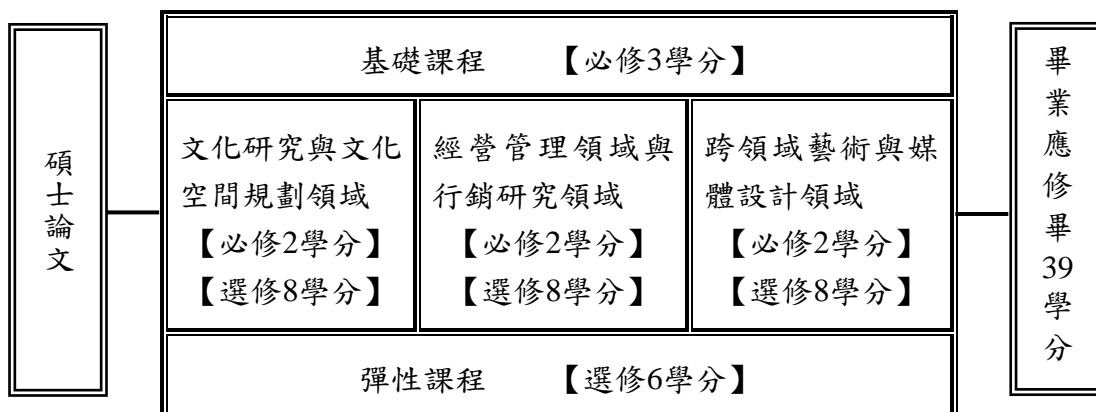 碩士論文
基礎課程 【必修3學分】
文化研究與文化
空間規劃領域
【必修2學分】
【選修8學分】
經營管理領域與
行銷研究領域
【必修2學分】
【選修8學分】
跨領域藝術與媒
體設計領域
【必修2學分】
【選修8學分】
彈性課程 【選修6學分】
畢業應修畢39學分